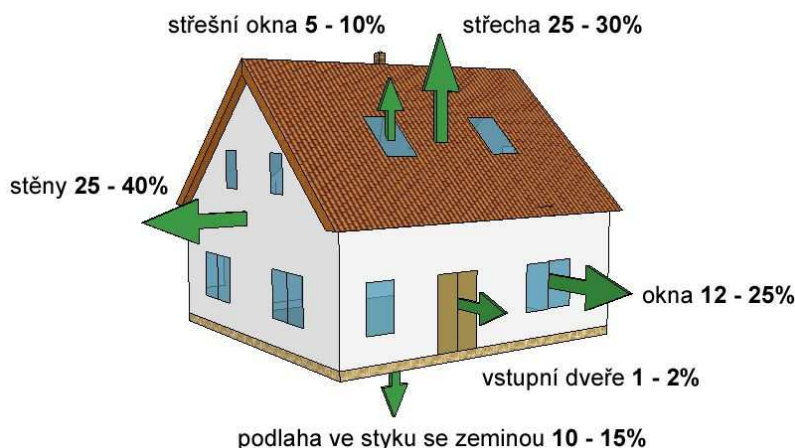 střešní okna 5 - 10%
střecha 25 - 30%
stěny 25 - 40%
okna 12 - 25%
vstupní dveře 1 - 2%
podlaha ve styku se zeminou 10 - 15%